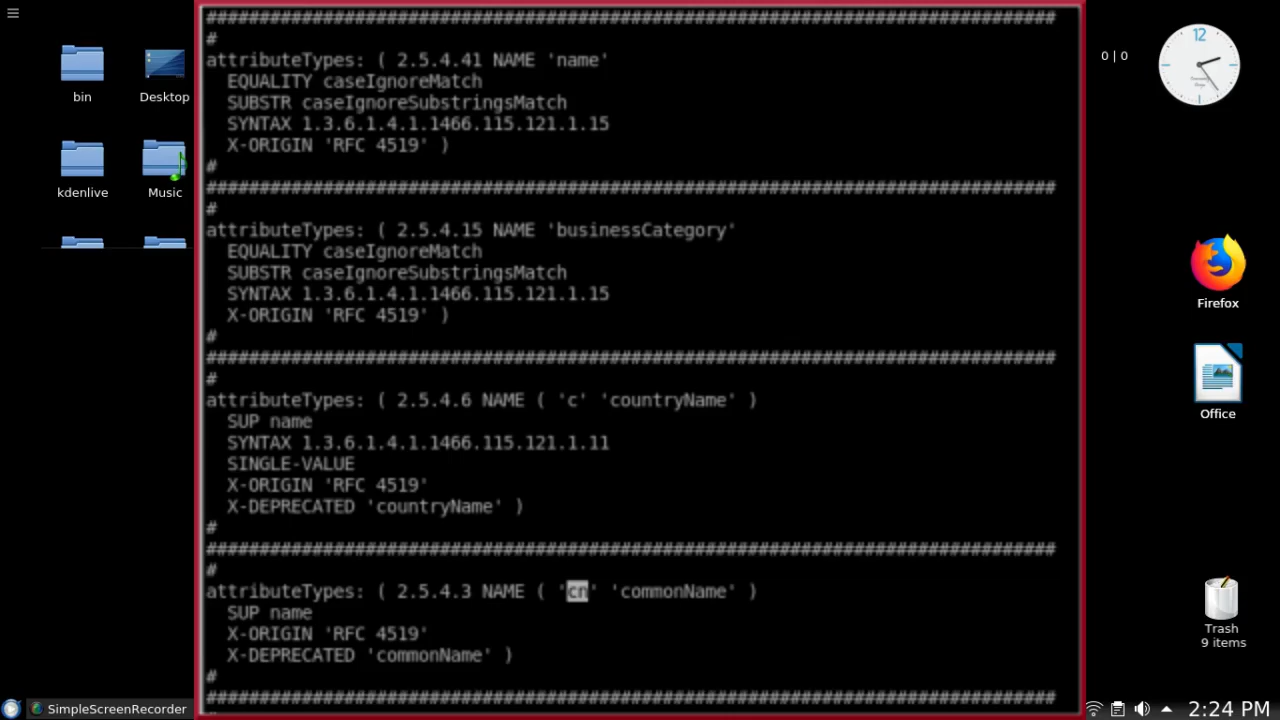 bin
Desktop
kdenlive
Music
################################################################################
#
attributeTypes: ( 2.5.4.41 NAME 'name'
EQUALITY caseIgnoreMatch
SUBSTR caseIgnoreSubstringsMatch
SYNTAX 1.3.6.1.4.1.1466.115.121.1.15
X-ORIGIN 'RFC 4519' )
#
################################################################################
#
attributeTypes: ( 2.5.4.15 NAME 'businessCategory'
EQUALITY caseIgnoreMatch
SUBSTR caseIgnoreSubstringsMatch
SYNTAX 1.3.6.1.4.1.1466.115.121.1.15
X-ORIGIN 'RFC 4519' )
#
################################################################################
#
attributeTypes: ( 2.5.4.6 NAME ( 'c' 'countryName' )
SUP name
SYNTAX 1.3.6.1.4.1.1466.115.121.1.11
SINGLE-VALUE
X-ORIGIN 'RFC 4519'
X-DEPRECATED 'countryName' )
#
################################################################################
#
attributeTypes: ( 2.5.4.3 NAME ( 'cn' 'commonName' )
SUP name
X-ORIGIN 'RFC 4519'
X-DEPRECATED 'commonName' )
#
################################################################################
0 | 0
12
Firefox
Office
Trash
9 items
SimpleScreenRecorder
2:24 PM